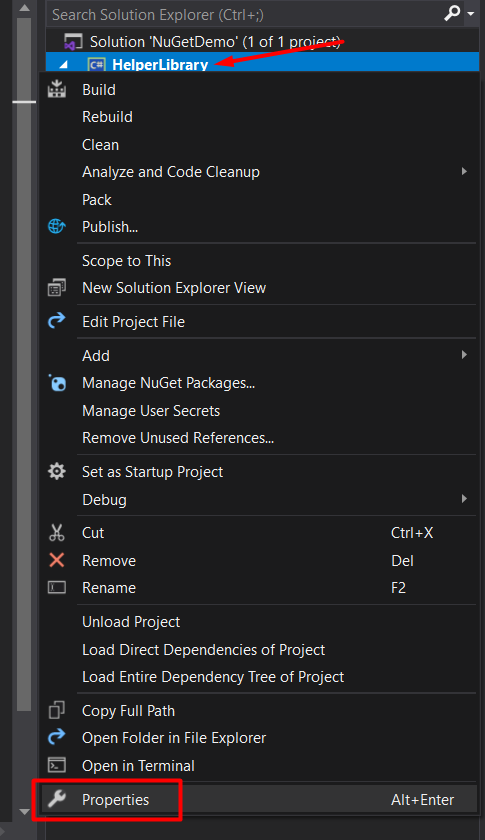 Search Solution Explorer (Ctrl+;)
Solution 'NuGetDemo' (1 of 1 project)
C# HelperLibrary
Build
Rebuild
Clean
Analyze and Code Cleanup
Pack
Publish...
Scope to This
New Solution Explorer View
Edit Project File
Add
Manage NuGet Packages...
Manage User Secrets
Remove Unused References...
Set as Startup Project
Debug
Cut Ctrl+X
Remove Del
Rename F2
Unload Project
Load Direct Dependencies of Project
Load Entire Dependency Tree of Project
Copy Full Path
Open Folder in File Explorer
Open in Terminal
Properties Alt+Enter